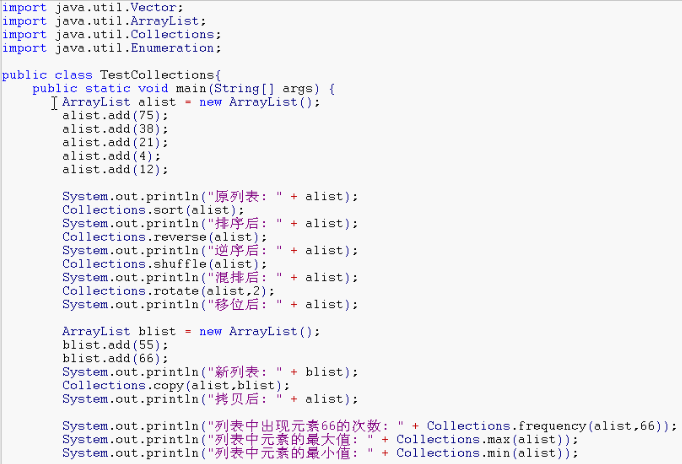 import java.util.Vector;
import java.util.ArrayList;
import java.util.Collections;
import java.util.Enumeration;
public class TestCollections{
public static void main(String[] args) {
ArrayList alist = new ArrayList();
alist.add(75);
alist.add(38);
alist.add(21);
alist.add(4);
alist.add(12);
System.out.println("原列表: " + alist);
Collections.sort(alist);
System.out.println("排序后: " + alist);
Collections.reverse(alist);
System.out.println("逆序后: " + alist);
Collections.shuffle(alist);
System.out.println("混排后: " + alist);
Collections.rotate(alist,2);
System.out.println("移位后: " + alist);
ArrayList blist = new ArrayList();
blist.add(55);
blist.add(66);
System.out.println("新列表: " + blist);
Collections.copy(alist,blist);
System.out.println("拷贝后: " + alist);
System.out.println("列表中出现元素66的次数: " + Collections.frequency(alist,66));
System.out.println("列表中元素的最大值: " + Collections.max(alist));
System.out.println("列表中元素的最小值: " + Collections.min(alist));